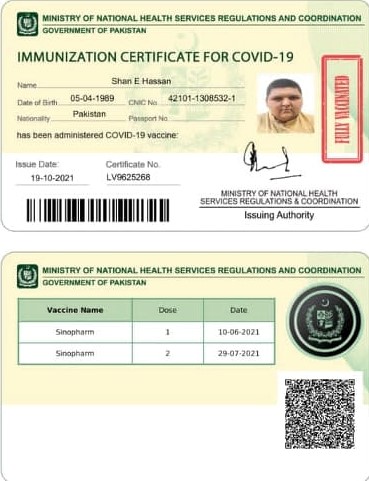 MINISTRY OF NATIONAL HEALTH SERVICES REGULATIONS AND COORDINATION
GOVERNMENT OF PAKISTAN
IMMUNIZATION CERTIFICATE FOR COVID-19
Name Shan E Hassan
Date of Birth 05-04-1989 CNIC No. 42101-1308532-1
Nationality Pakistan Passport No
has been administered COVID-19 vaccine:
FULLY VACCINATED
Issue Date: Certificate No.
19-10-2021 LV9625268
MINISTRY OF NATIONAL HEALTH
SERVICES REGULATIONS & COORDINATION
Issuing Authority
MINISTRY OF NATIONAL HEALTH SERVICES REGULATIONS AND COORDINATION
GOVERNMENT OF PAKISTAN
Vaccine Name Dose Date
Sinopharm 1 10-06-2021
Sinopharm 2 29-07-2021